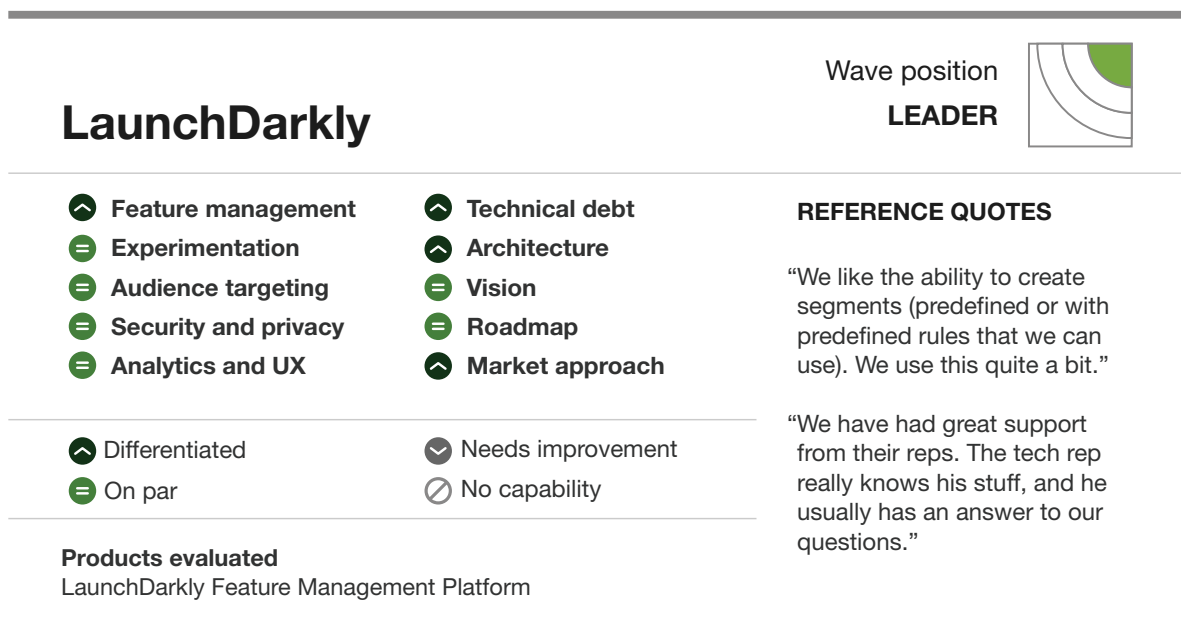 Wave position
LEADER
LaunchDarkly
Feature management
Experimentation
Audience targeting
Security and privacy
Analytics and UX
Technical debt
Architecture
Vision
Roadmap
Market approach
Differentiated
On par
Needs improvement
No capability
Products evaluated
LaunchDarkly Feature Management Platform
REFERENCE QUOTES
“We like the ability to create
segments (predefined or with
predefined rules that we can
use). We use this quite a bit.”
“We have had great support
from their reps. The tech rep
really knows his stuff, and he
usually has an answer to our
questions.”